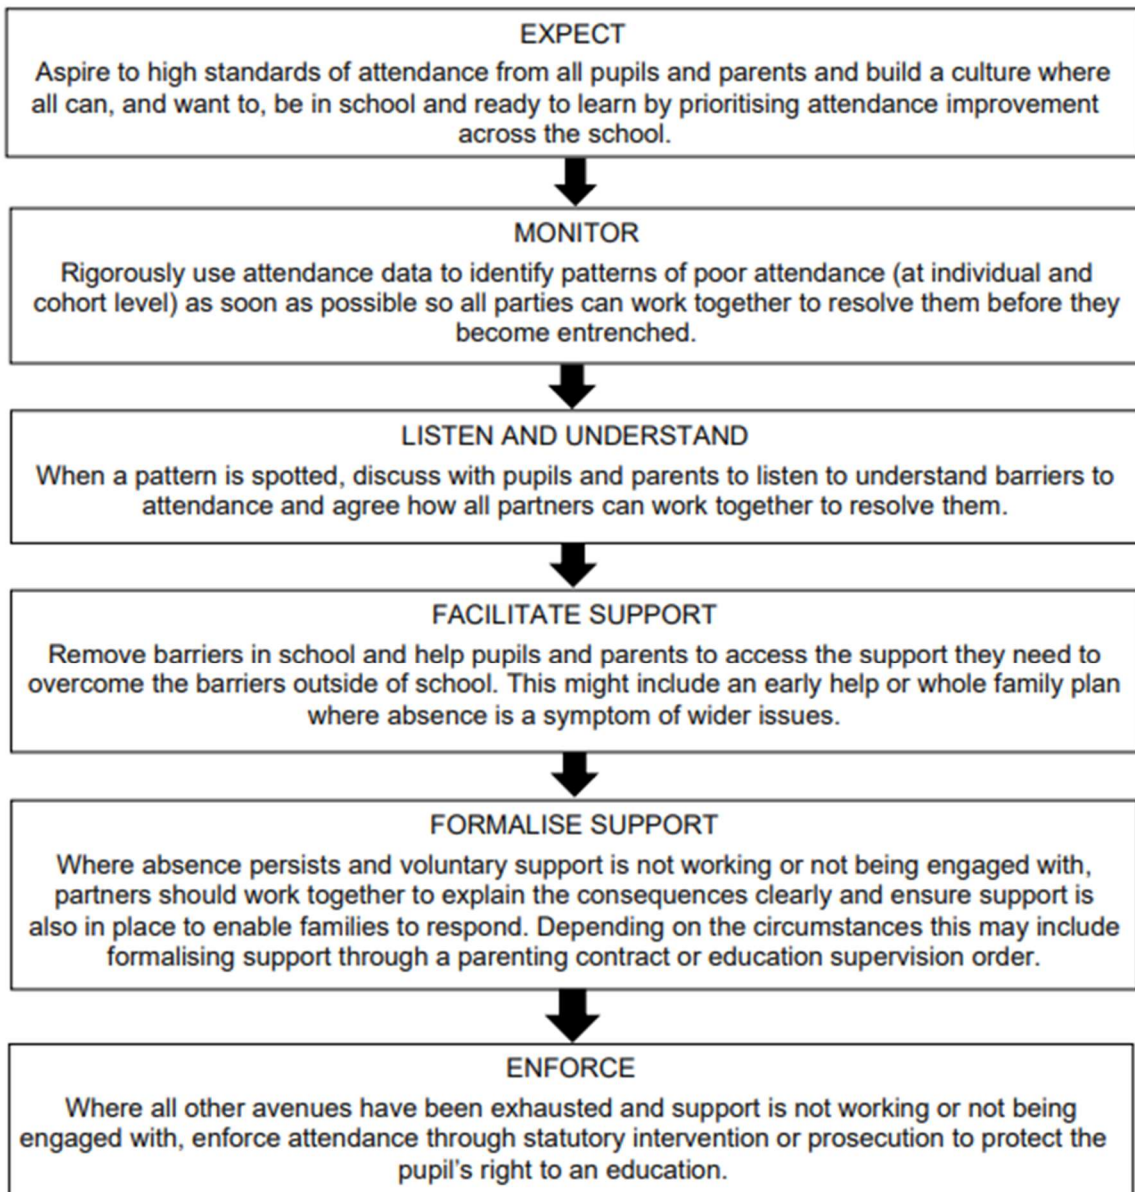 EXPECT
Aspire to high standards of attendance from all pupils and parents and build a culture where
all can, and want to, be in school and ready to learn by prioritising attendance improvement
across the school.
MONITOR
Rigorously use attendance data to identify patterns of poor attendance (at individual and
cohort level) as soon as possible so all parties can work together to resolve them before they
become entrenched.
LISTEN AND UNDERSTAND
When a pattern is spotted, discuss with pupils and parents to listen to understand barriers to
attendance and agree how all partners can work together to resolve them.
FACILITATE SUPPORT
Remove barriers in school and help pupils and parents to access the support they need to
overcome the barriers outside of school. This might include an early help or whole family plan
where absence is a symptom of wider issues.
FORMALISE SUPPORT
Where absence persists and voluntary support is not working or not being engaged with,
partners should work together to explain the consequences clearly and ensure support is
also in place to enable families to respond. Depending on the circumstances this may include
formalising support through a parenting contract or education supervision order.
ENFORCE
Where all other avenues have been exhausted and support is not working or not being
engaged with, enforce attendance through statutory intervention or prosecution to protect the
pupil's right to an education.